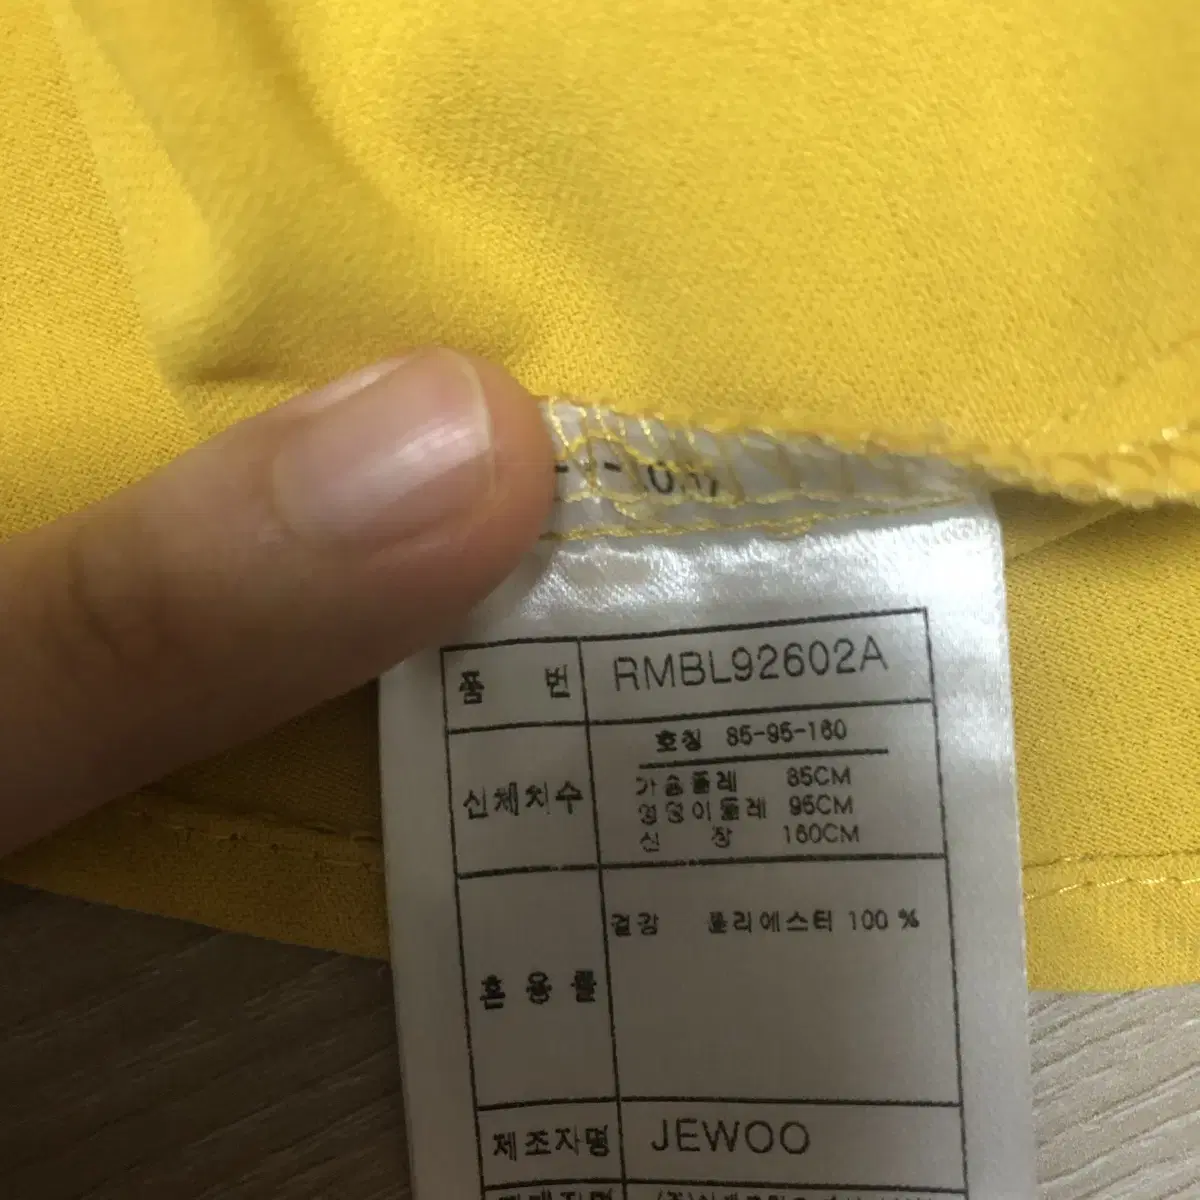 품 번 RMBL92602A
호칭 85-95-160
신체치수
가슴둘레 85CM
엉덩이둘레 95CM
신 장 160CM
겉감 폴리에스터 100 %
혼 용 률
제조자명 JEWOO